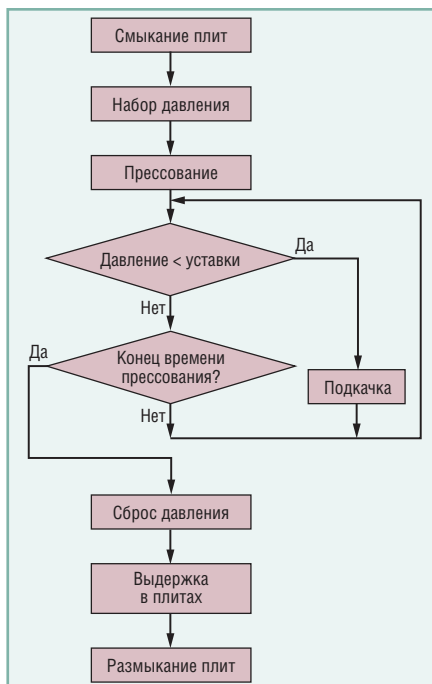 Смыкание плит
Набор давления
Прессование
Давление < уставки
Да
Нет
Да
Конец времени
прессования?
Подкачка
Нет
Сброс давления
Выдержка
в плитах
Размыкание плит